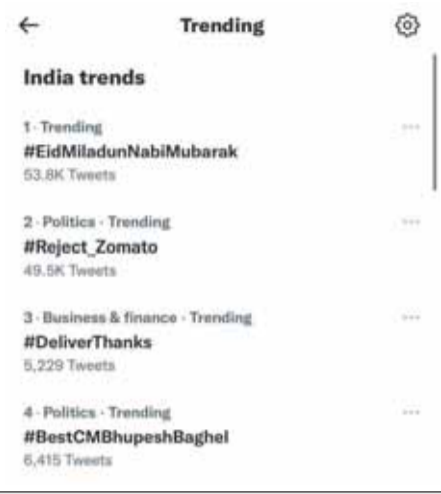 Trending
India trends
1 · Trending
#EidMiladunNabiMubarak
53.8K Tweets
2 · Politics · Trending
#Reject_Zomato
49.5K Tweets
3 · Business & finance · Trending
#DeliverThanks
5,229 Tweets
4 · Politics · Trending
#BestCMBhupeshBaghel
6,415 Tweets